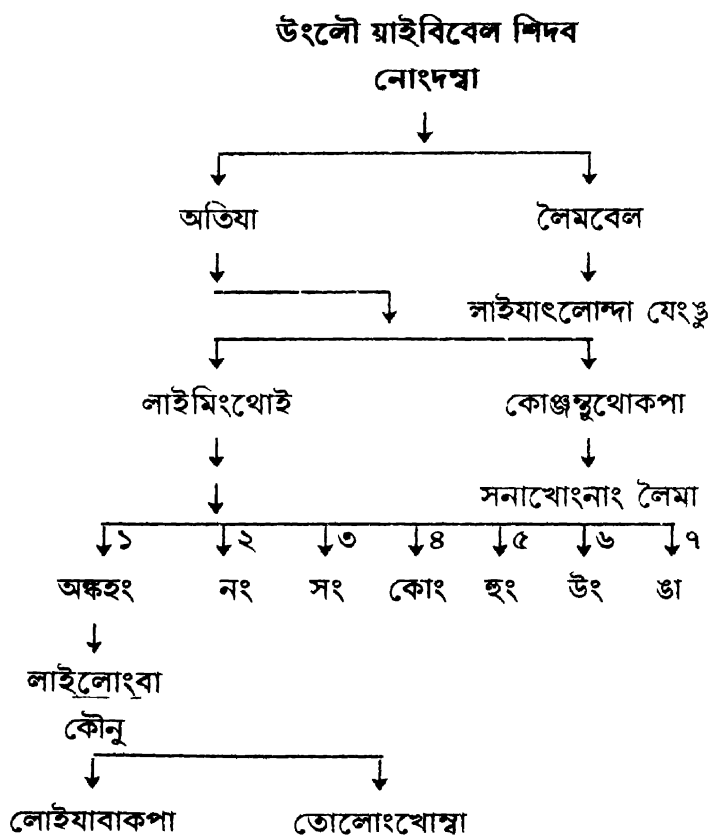 উংলৌ য়াইবিবেল শিদব
নোংদম্বা
অতিযা লৈমবেল
লাইযাৎলোন্দা যেংঙু
লাইমিংথোই কোঞ্জন্তুথোকপা
সনাখোংনাং লৈমা
১ ২ ৩ ৪ ৫ ৬ ৭
অঙ্কহং নং সং কোং হুং উং ঙা
লাইলোংবা
কৌনু
লোইযাবাকপা তোলোংখোম্বা